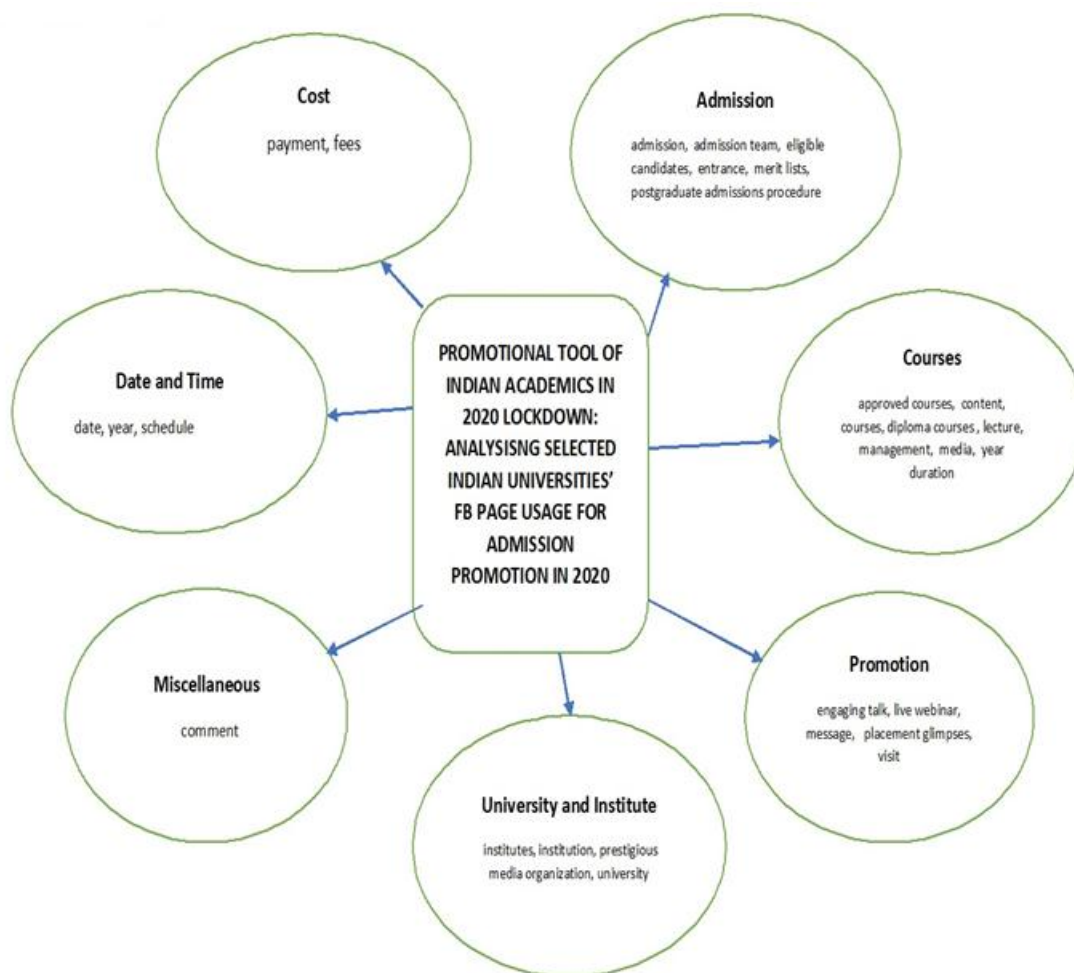 Cost
payment, fees
Admission
admission, admission team, eligible
candidates, entrance, merit lists,
postgraduate admissions procedure
PROMOTIONAL TOOL OF
INDIAN ACADEMICS IN
2020 LOCKDOWN:
ANALYSISNG SELECTED
INDIAN UNIVERSITIES'
FB PAGE USAGE FOR
ADMISSION
PROMOTION IN 2020
Date and Time
date, year, schedule
Courses
approved courses, content,
courses, diploma courses , lecture,
management, media, year
duration
Miscellaneous
comment
Promotion
engaging talk, live webinar,
message, placement glimpses,
visit
University and Institute
institutes, institution, prestigious
media organization, university